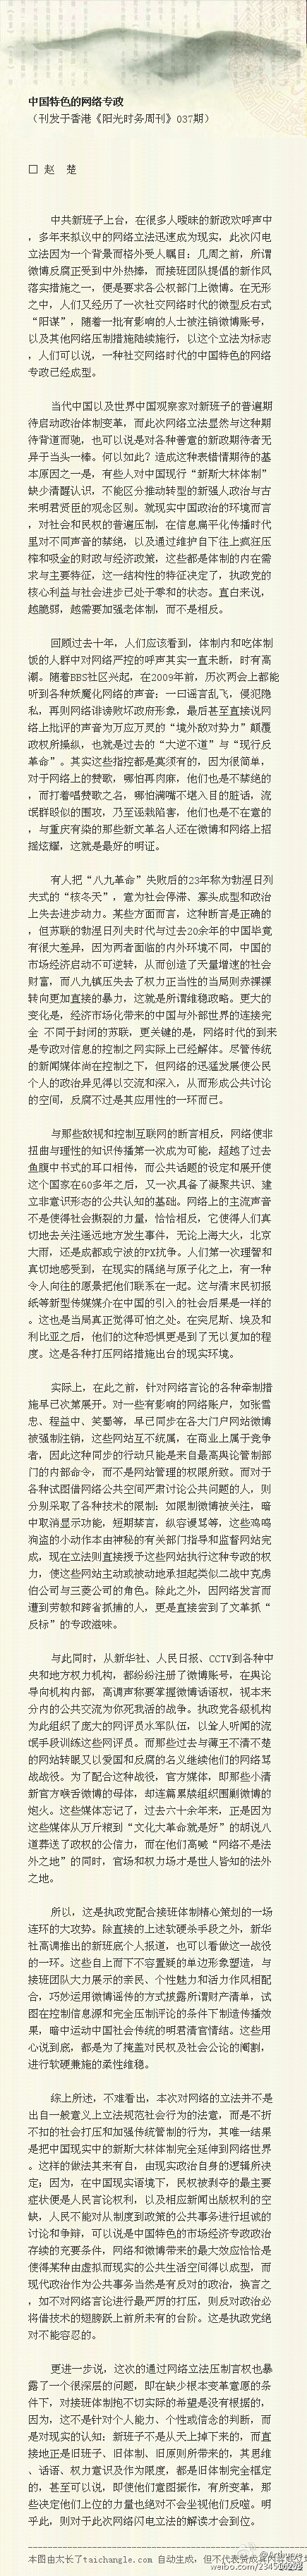 中国特色的网络专政
（刊发于香港《阳光时务周刊》037期）
□ 赵 楚
中共新班子上台，在很多人暧昧的新政欢呼声中
，多年来拟议中的网络立法迅速成为现实，此次闪电
立法因为一个背景而格外受人瞩目：几周之前，所谓
微博反腐正受到中外热捧，而接班团队提倡的新作风
落实措施之一，便是要求各公权部门上微博。在无形
之中，人们又经历了一次社交网络时代的微型反右式
“阳谋”，随着一批有影响的人士被注销微博账号，
以及其他网络压制措施陆续施行，以这个立法为标志
，人们可以说，一种社交网络时代的中国特色的网络
专政已经成型。
当代中国以及世界中国观察家对新班子的普遍期
待启动政治体制变革，而此次网络立法显然与这种期
待背道而驰，也可以说是对各种善意的新政期待者无
异于当头一棒。何以如此？造成这种表错情期待的基
本原因之一是，有些人对中国现行“新斯大林体制”
缺少清醒认识，不能区分推动转型的新强人政治与古
来明君贤臣的观念区别。就现实中国政治的环境而言
，对社会和民权的普遍压制，在信息扁平化传播时代
里对不同声音的禁绝，以及通过维护自下往上疯狂压
榨和吸金的财政与经济政策，这些都是体制的内在需
求与主要特征，这一结构性的特征决定了，执政党的
核心利益与社会进步已处于零和的状态。直白来说，
越脆弱，越需要加强老体制，而不是相反。
回顾过去十年，人们应该看到，体制内和吃体制
饭的人群中对网络严控的呼声其实一直未断，时有高
潮。随着BBS社区兴起，在2009年前，历次两会上都能
听到各种妖魔化网络的声音：一曰谣言乱飞，侵犯隐
私，再则网络诽谤败坏政府形象，最后甚至直接说网
络上批评的声音为万应万灵的“境外敌对势力”颠覆
政权所操纵，也就是过去的“大逆不道”与“现行反
革命”。其实这些指控都是莫须有的，因为很简单，
对于网络上的赞歌，哪怕再肉麻，他们也是不禁绝的
，而打着唱赞歌之名，哪怕满嘴不堪入目的脏话，流
氓群殴似的围攻，乃至诬栽陷害，他们也是不在意的
，与重庆有染的那些新文革名人还在微博和网络上招
摇炫耀，这就是最好的明证。
有人把“八九革命”失败后的23年称为勃涅日列
夫式的“核冬天”，意为社会停滞、寡头成型和政治
上失去进步动力。某些方面而言，这种断言是正确的
，但苏联的勃涅日列夫时代与过去20余年的中国毕竟
有很大差异，因为两者面临的内外环境不同，中国的
市场经济启动不可逆转，从而创造了天量增速的社会
财富，而八九镇压失去了权力正当性的当局则赤裸裸
转向更加直接的暴力，这就是所谓维稳政略。更大的
变化是，经济市场化带来的中国与外部世界的连接完
全 不同于封闭的苏联，更关键的是，网络时代的到来
是专政对信息的控制之网实际上已经解体。尽管传统
的新闻媒体尚在控制之下，但网络的迅猛发展使公民
个人的政治异见得以交流和深入，从而形成公共讨论
的空间，反腐不过是其应用性的一环而已。
与那些敌视和控制互联网的断言相反，网络使非
扭曲与理性的知识传播第一次成为可能，超越了过去
鱼腹中书式的耳口相传，而公共话题的设定和展开使
这个国家在60多年之后，又一次具备了凝聚共识、建
立非意识形态的公共认知的基础。网络上的主流声音
不是使得社会撕裂的力量，恰恰相反，它使得人们真
切地去关注遥远地方发生事件，无论上海大火，北京
大雨，还是成都或宁波的PX抗争。人们第一次理智和
真切地感受到，在现实的隔绝与原子化之上，有一种
令人向往的愿景把他们联系在一起。这与清末民初报
纸等新型传媒媒介在中国的引入的社会后果是一样的
。这也是当局真正觉得可怕之处。在突尼斯、埃及和
利比亚之后，他们的这种恐惧更是到了无以复加的程
度。这是各种打压网络措施出台的现实环境。
实际上，在此之前，针对网络言论的各种牵制措
施早已次第展开。对一些有影响的网络账户，如张雪
忠、程益中、笑蜀等，早已同步在各大门户网站微博
被强制注销，这些网站互不统属，在商业上属于竞争
者，因此这种同步的行动只能是来自最高舆论管制部
门的内部命令，而不是网站管理的权限所致。而对于
各种试图借网络公共空间严肃讨论公共问题的人，则
分别采取了各种技术的限制：如限制微博被关注，暗
中取消显示功能，短期禁言，纵容谩骂等，这些鸡鸣
狗盗的小动作本由神秘的有关部门指导和监督网站完
成，现在立法则直接授予这些网站执行这种专政的权
力，使这些网站主动或被动地承担起类似二战中克虏
伯公司与三菱公司的角色。除此之外，因网络发言而
遭到劳教和跨省抓捕的人，更是直接尝到了文革抓“
反标”的专政滋味。
与此同时，从新华社、人民日报、CCTV到各种中
央和地方权力机构，都纷纷注册了微博账号，在舆论
导向机构内部，高调声称要掌握微博话语权，视本来
分内的公共交流为你死我活的战争。执政党各级机构
为此组织了庞大的网评员水军队伍，以耸人听闻的流
氓手段训练这些网评员。而那些过去与薄王不清不楚
的网站转眼又以爱国和反腐的名义继续他们的网络骂
战战役。为了配合这种战役，官方媒体，即那些小清
新官方喉舌微博的母体，却连篇累牍组织围剿微博的
炮火。这些媒体忘记了，过去六十余年来，正是因为
这些媒体从万斤粮到“文化大革命就是好”的胡说八
道葬送了政权的公信力，而在他们高喊“网络不是法
外之地”的同时，官场和权力场才是世人皆知的法外
之地。
所以，这是执政党配合接班体制精心策划的一场
连环的大攻势。除直接的上述软硬杀手段之外，新华
社高调推出的新班底个人报道，也可以看做这一战役
的一环。这些自上而下不容置疑的单边形象塑造，与
接班团队大力展示的亲民、个性魅力和活力作风相配
合，巧妙运用微博谣传的方式披露所谓财产清单，试
图在控制信息源和完全压制评论的条件下制造传播效
果，暗中运动中国社会传统的明君清官情结。这些用
心说到底，都是为了掩盖对民权及社会公论的阉割，
进行软硬兼施的柔性维稳。
综上所述，不难看出，本次对网络的立法并不是
出自一般意义上立法规范社会行为的法意，而是不折
不扣的社会打压和加强传统管制的行为，其唯一结果
是把中国现实中的新斯大林体制完全延伸到网络世界
。这样的做法其来有自，由现实政治自身的逻辑所决
定；因为，在中国现实语境下，民权被剥夺的最主要
症状便是人民言论权利，以及相应新闻出版权利的空
缺，人民不能对从制度到政策的公共事务进行坦诚的
讨论和争辩，可以说是中国特色的市场经济专政政治
存续的充要条件，网络和微博带来的最大效应恰恰是
使得某种由虚拟而现实的公共生活空间得以成型，而
现代政治作为公共事务当然是有反对的政治，换言之
，如不对网络言论进行最严厉的打压，则反对政治必
将借技术的翅膀跃上前所未有的台阶。这是执政党绝
对不能容忍的。
更进一步说，这次的通过网络立法压制言权也暴
露了一个很深层的问题，即在缺少根本变革意愿的条
件下，对接班体制抱不切实际的希望是没有根据的，
因为，这不是针对个人能力、个性或信念的判断，而
是对现实的认知；新班子不是从天上掉下来的，而直
接地正是由旧班子、旧体制、旧原则所带来的，其思维
、话语、权力意识及作为限度，都是旧体制完全框定
的，甚至可以说，即使他们意图振作，有所变革，那
些决定他们上位的力量也绝对不会坐视他们反噬。明
乎此，则对于此次网络闪电立法的解读才会到位。
本图由太长了taichangle.com 自动生成，但不代表赞成其内容或立场